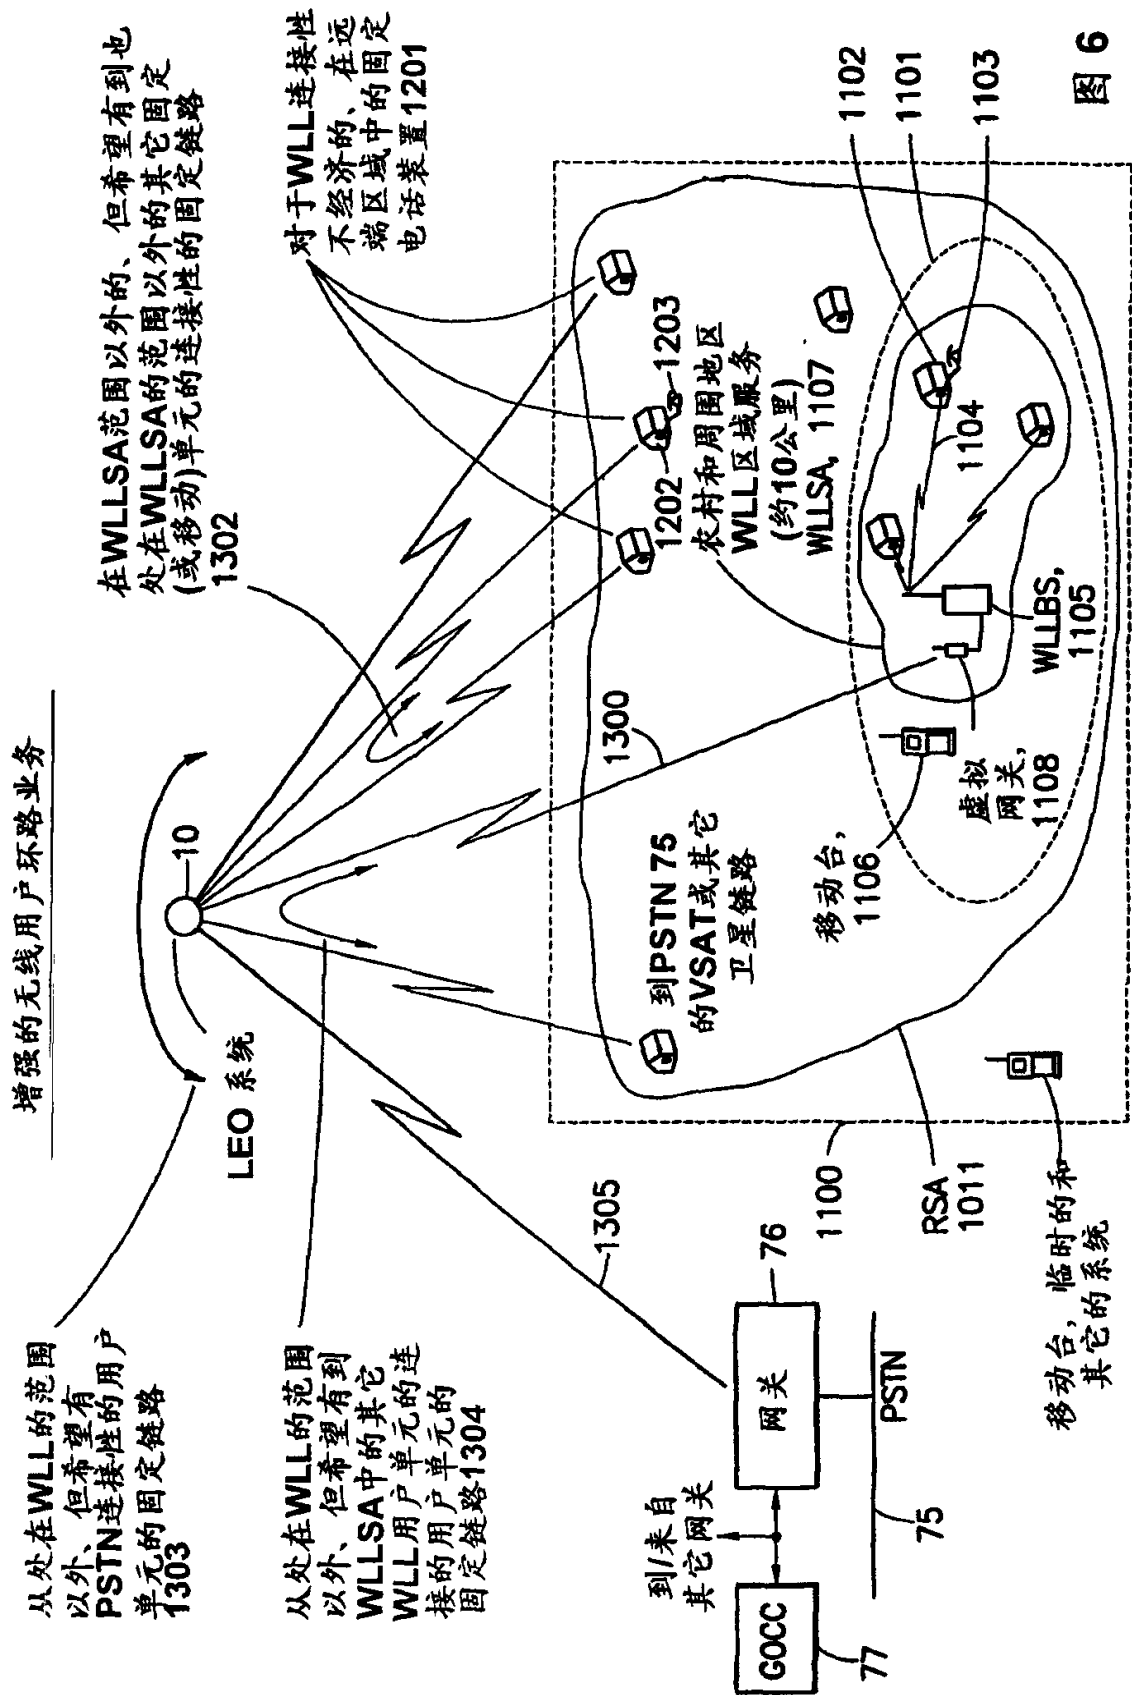 增强的无线用户环路业务
从处在WLL的范围
以外、但希望有
PSTN连接性的用户
单元的固定链路
1303
LEO 系统
10
在WLLSA范围以外的、但希望有到也
处在WLLSA的范围以外的其它固定
(或移动)单元的连接性的固定链路
1302
从处在WLL的范围
以外、但希望有到
WLLSA中的其它
WLL用户单元的连
接的用户单元的
固定链路1304
对于WLL连接性
不经济的、在远
端区域中的固定
电话装置1201
1305
1300
1202
1203
到PSTN 75
的VSAT或其它
卫星链路
农村和周围地区
WLL区域服务
(约10公里)
WLLSA, 1107
到/来自
其它网关
GOCC
77
网关
76
PSTN
75
1100
RSA
1011
移动台,
1106
虚拟
网关,
1108
WLLBS,
1105
1104
1102
1101
1103
移动台, 临时的和
其它的系统
图 6